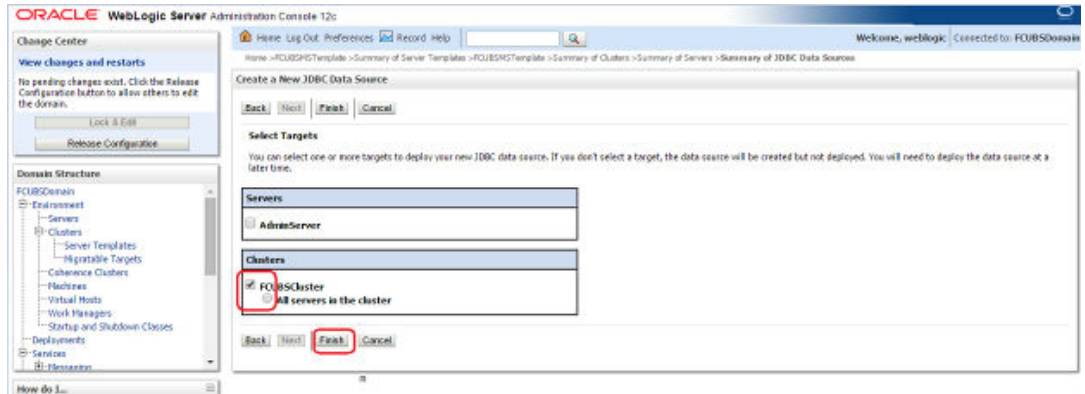 ORACLE WebLogic Server Administration Console 12c
Change Center
View changes and restarts
No pending changes exist. Click the Release
Configuration button to allow others to edit
the domain.
Lock & Edit
Release Configuration
Domain Structure
FCUBSDomain
Environment
Servers
Clusters
Server Templates
Migratable Targets
Coherence Clusters
Machines
Virtual Hosts
Work Managers
Startup and Shutdown Classes
Deployments
Services
Messaging
How do I...
Home Log Out Preferences Record Help
Welcome, weblogic Connected to: FCUBSDomain
Home >FCUBSMSTemplate >Summary of Server Templates >FCUBSMSTemplate >Summary of Clusters >Summary of Servers >Summary of JDBC Data Sources
Create a New JDBC Data Source
Back Next Finish Cancel
Select Targets
You can select one or more targets to deploy your new JDBC data source. If you don't select a target, the data source will be created but not deployed. You will need to deploy the data source at a
later time.
Servers
AdminServer
Clusters
FCUBSCluster
All servers in the cluster
Back Next Finish Cancel